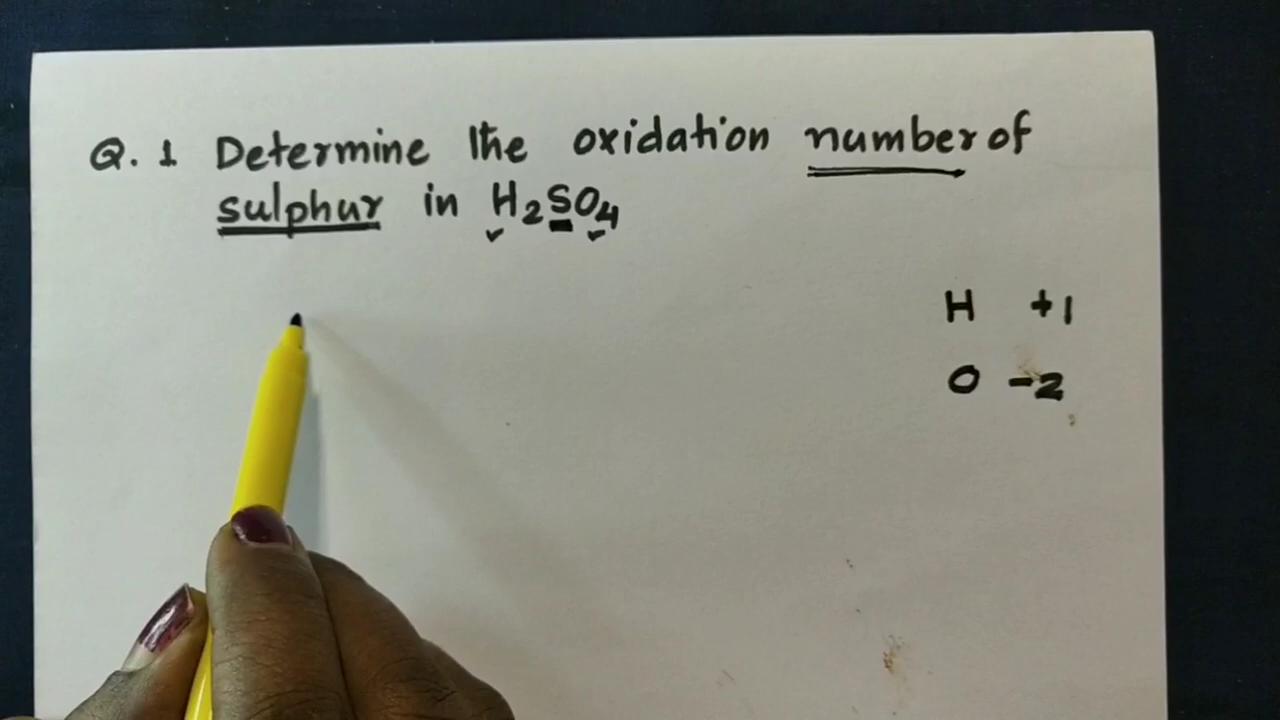 Q. 1 Determine the oxidation number of
sulphur in H₂SO₄
H +1
O -2